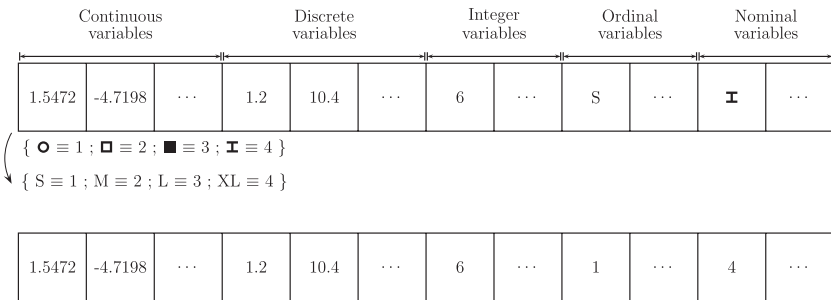 Continuous variables
Discrete variables
Integer variables
Ordinal variables
Nominal variables
1.5472 -4.7198 ··· 1.2 10.4 ··· 6 ··· S ··· ⌶ ···
{ ○ ≡ 1 ; □ ≡ 2 ; ■ ≡ 3 ; ⌶ ≡ 4 }
{ S ≡ 1 ; M ≡ 2 ; L ≡ 3 ; XL ≡ 4 }
1.5472 -4.7198 ··· 1.2 10.4 ··· 6 ··· 1 ··· 4 ···